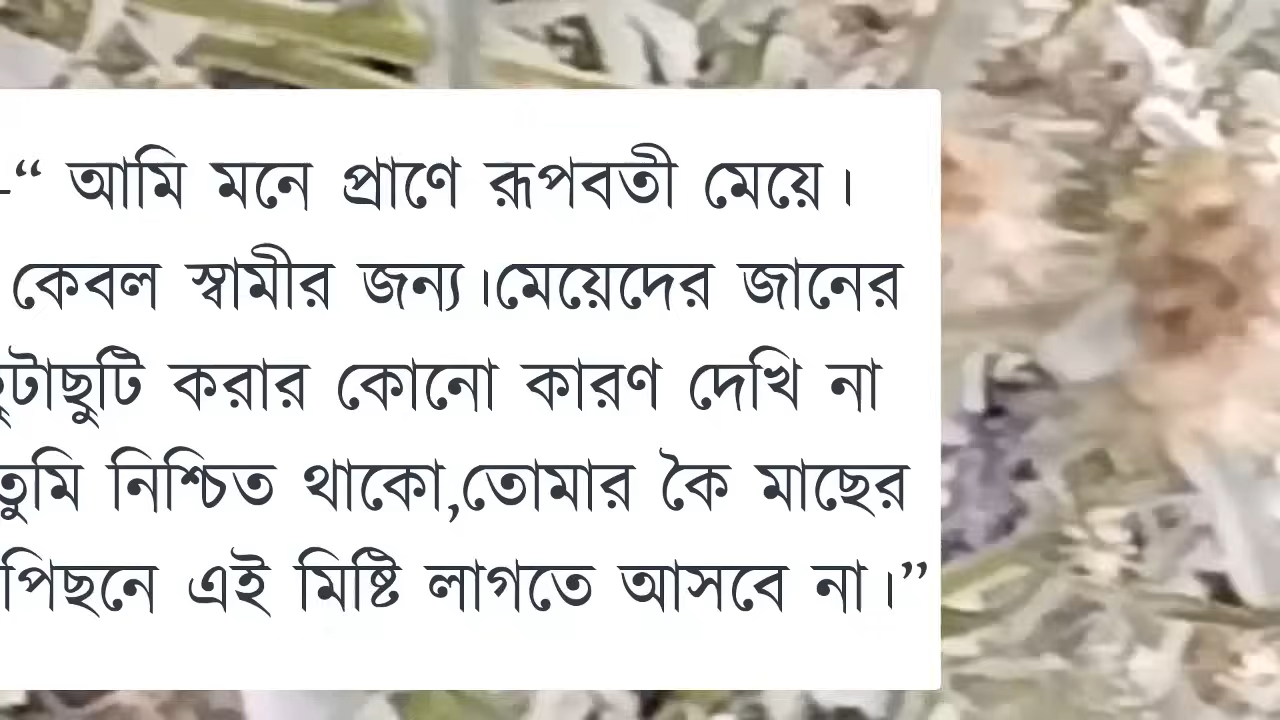 -“ আমি মনে প্রাণে রূপবতী মেয়ে।
কেবল স্বামীর জন্য।মেয়েদের জানের
ছুটাছুটি করার কোনো কারণ দেখি না
তুমি নিশ্চিত থাকো,তোমার কৈ মাছের
পিছনে এই মিষ্টি লাগতে আসবে না।”